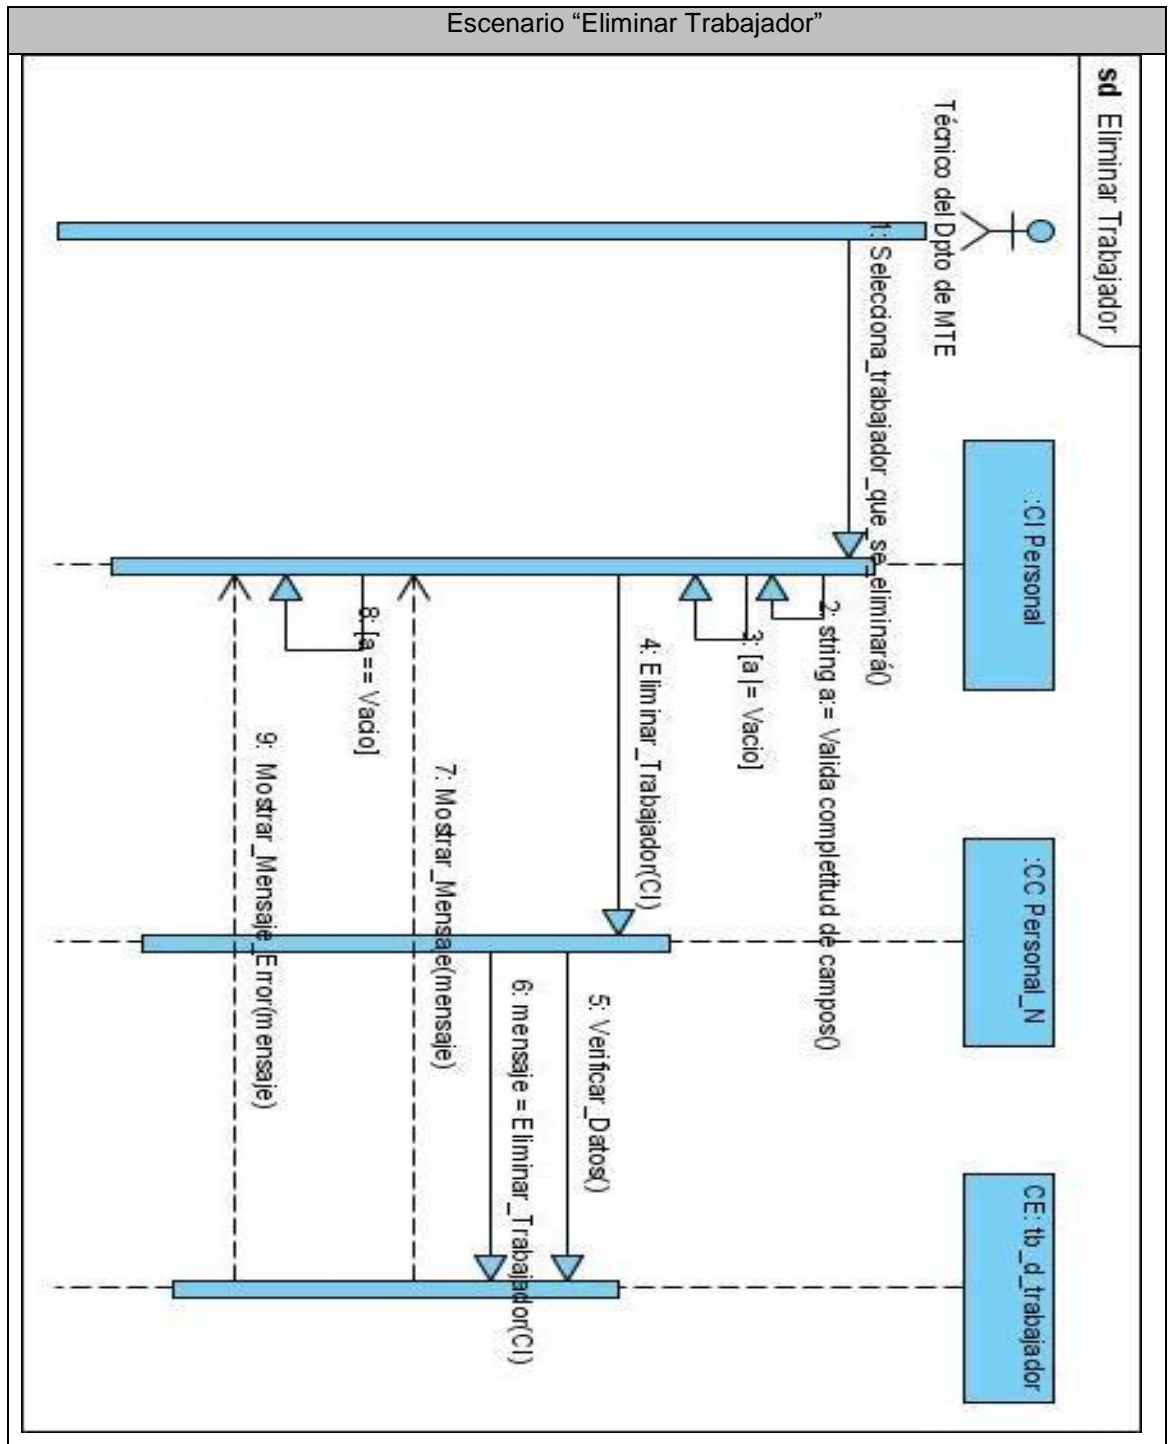 Escenario “Eliminar Trabajador”
sd Eliminar Trabajador
Técnico del Dpto de MTE
:CI Personal
:CC Personal_N
CE: tb_d_trabajador
1: Selecciona_trabajador_que_se_eliminará()
2: string a:= Valida completitud de campos()
3: [a != Vacio]
4: Eliminar_Trabajador(CI)
5: Verificar_Datos()
6: mensaje = Eliminar_Trabajador(CI)
7: Mostrar_Mensaje(mensaje)
8: [a == Vacio]
9: Mostrar_Mensaje_Error(mensaje)